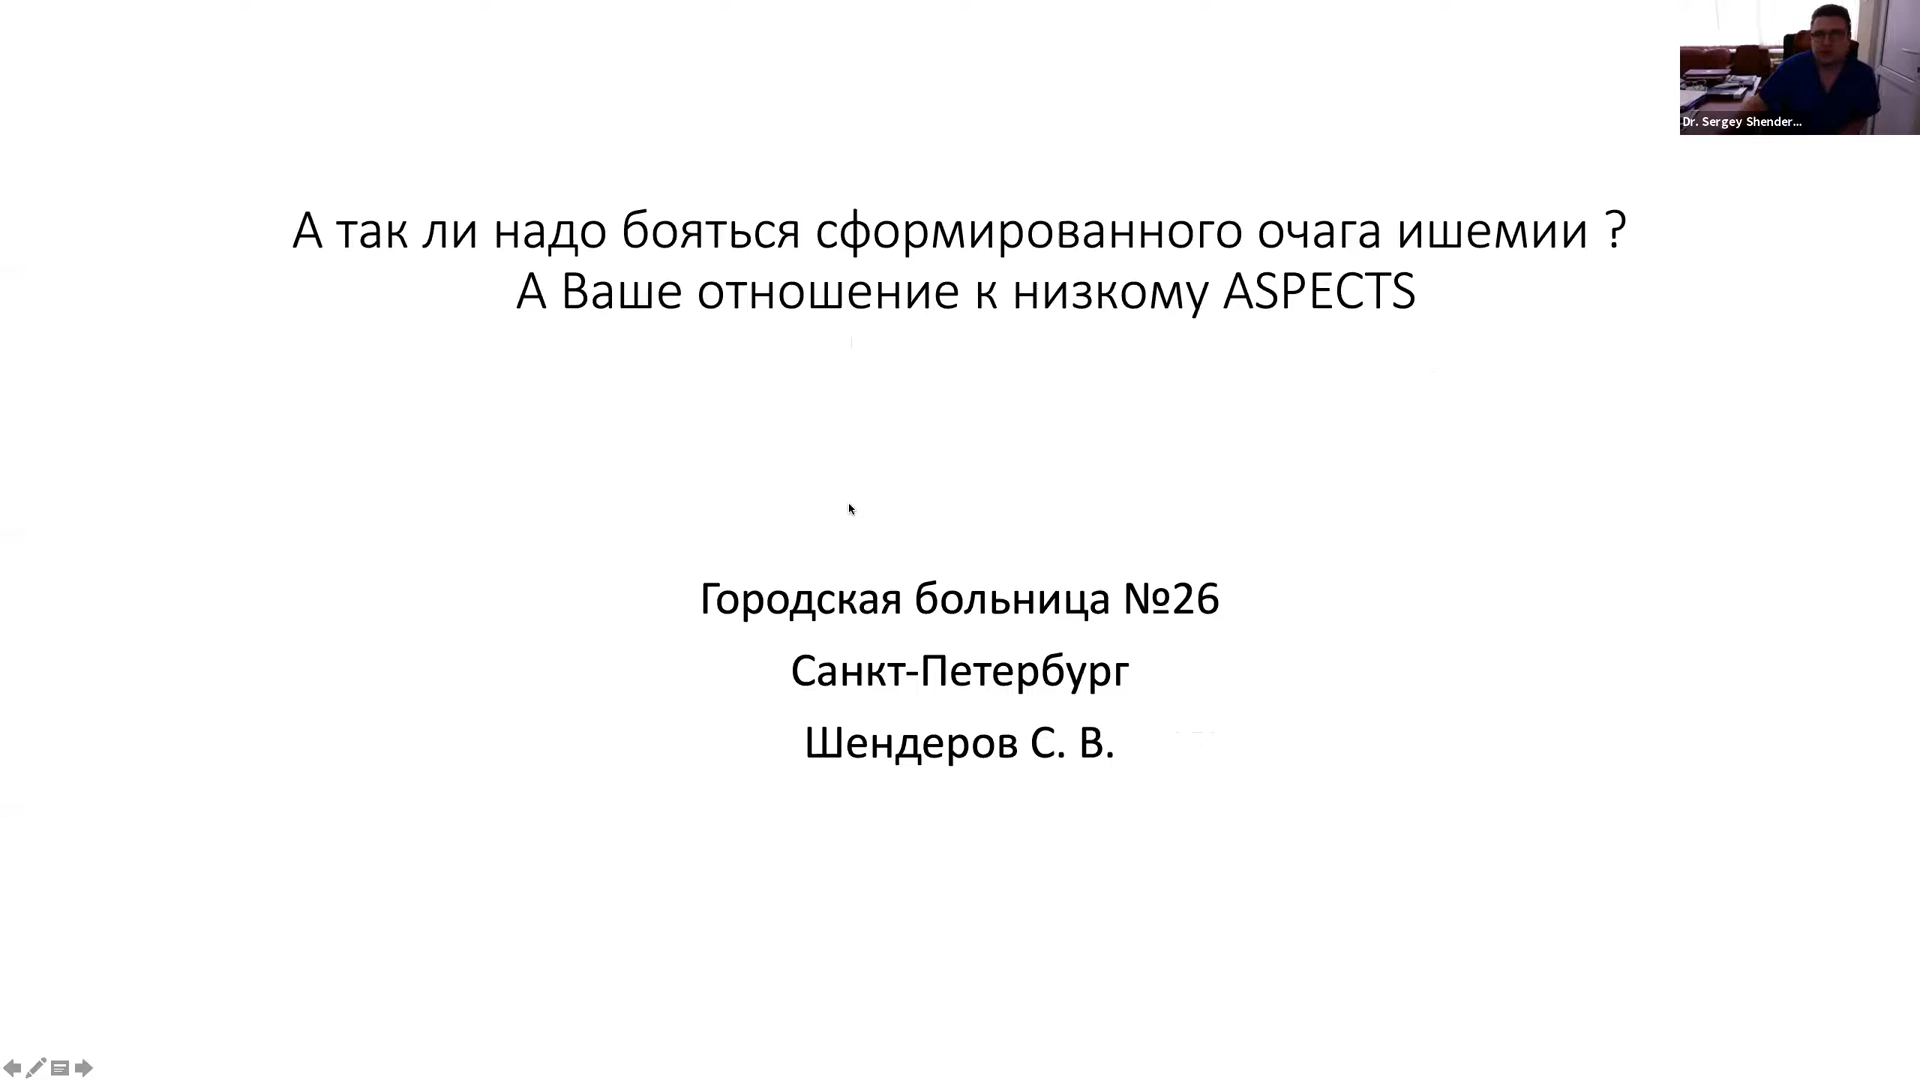 Dr. Sergey Shender...
А так ли надо бояться сформированного очага ишемии ?
А Ваше отношение к низкому ASPECTS
Городская больница №26
Санкт-Петербург
Шендеров С. В.